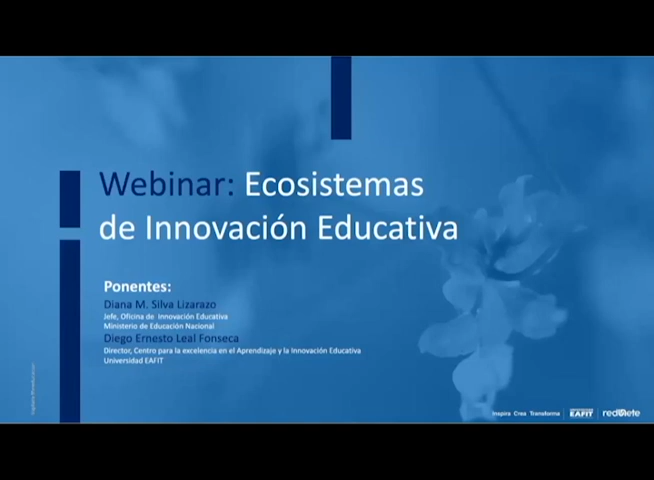 Webinar: Ecosistemas
de Innovación Educativa
Ponentes:
Diana M. Silva Lizarazo
Jefe, Oficina de Innovación Educativa
Ministerio de Educación Nacional
Diego Ernesto Leal Fonseca
Director, Centro para la excelencia en el Aprendizaje y la Innovación Educativa
Universidad EAFIT
Inspira Crea Transforma
EAFIT